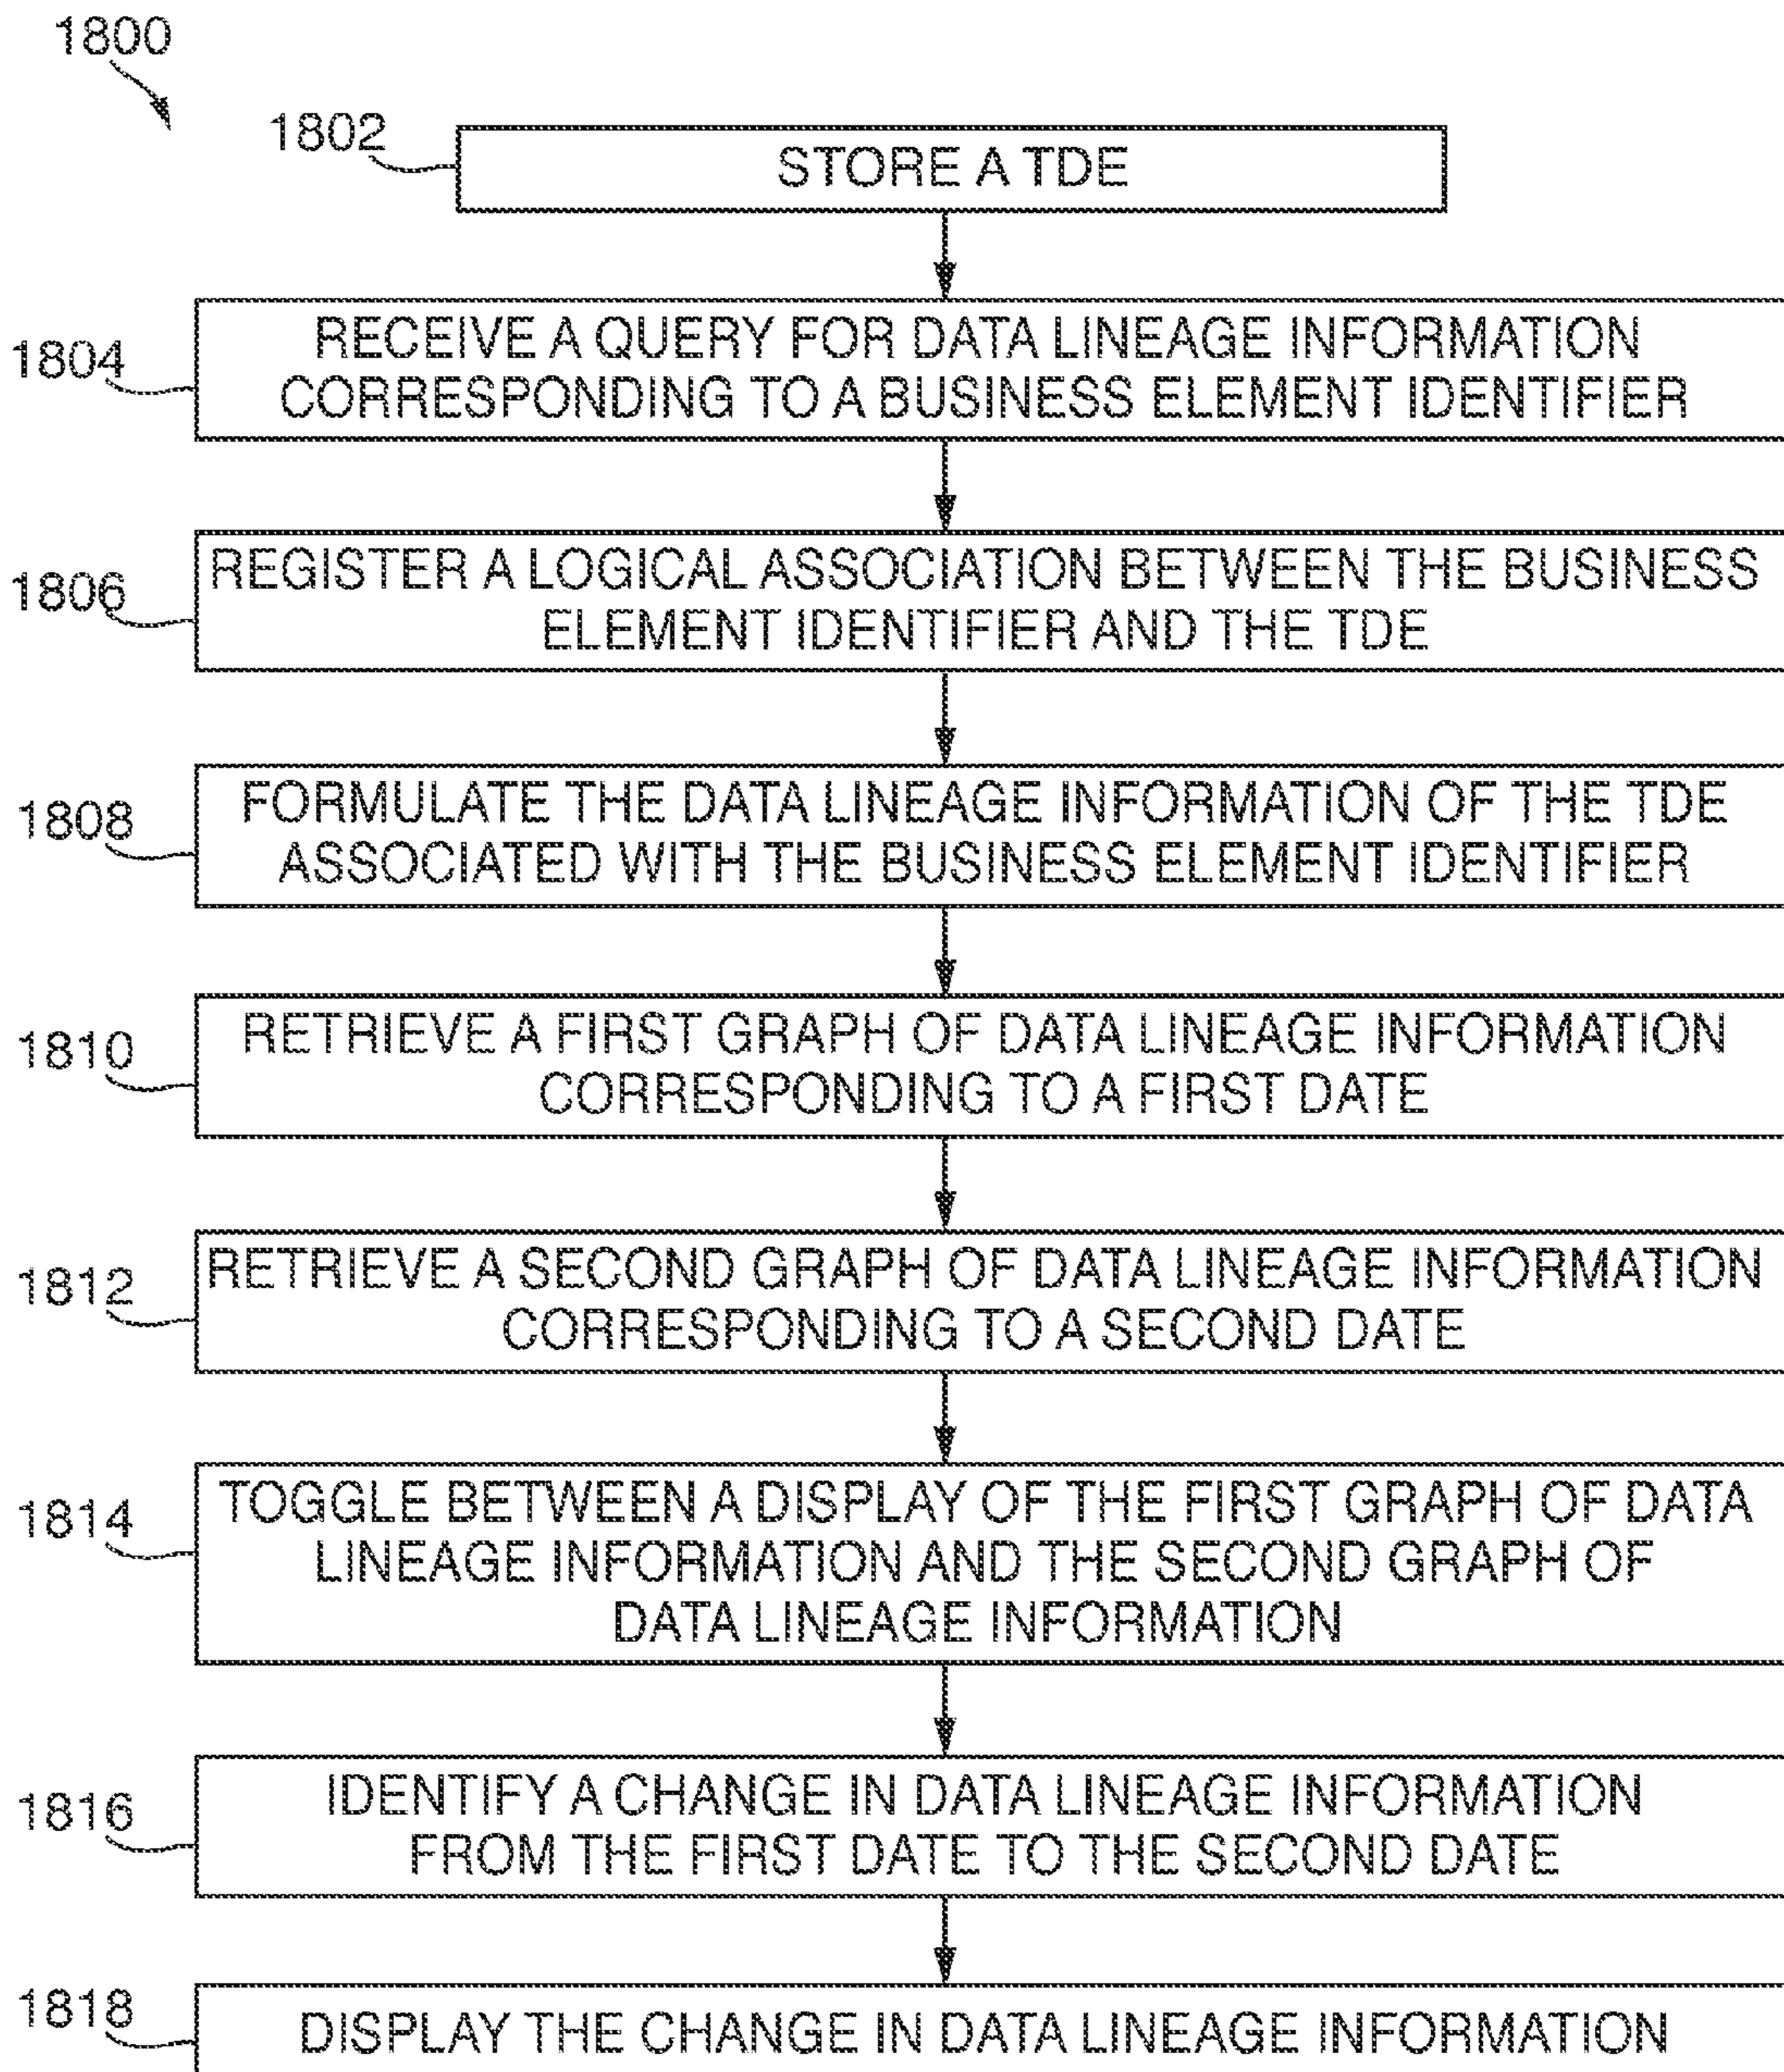 1800
1802
STORE A TDE
1804
RECEIVE A QUERY FOR DATA LINEAGE INFORMATION
CORRESPONDING TO A BUSINESS ELEMENT IDENTIFIER
1806
REGISTER A LOGICAL ASSOCIATION BETWEEN THE BUSINESS
ELEMENT IDENTIFIER AND THE TDE
1808
FORMULATE THE DATA LINEAGE INFORMATION OF THE TDE
ASSOCIATED WITH THE BUSINESS ELEMENT IDENTIFIER
1810
RETRIEVE A FIRST GRAPH OF DATA LINEAGE INFORMATION
CORRESPONDING TO A FIRST DATE
1812
RETRIEVE A SECOND GRAPH OF DATA LINEAGE INFORMATION
CORRESPONDING TO A SECOND DATE
1814
TOGGLE BETWEEN A DISPLAY OF THE FIRST GRAPH OF DATA
LINEAGE INFORMATION AND THE SECOND GRAPH OF
DATA LINEAGE INFORMATION
1816
IDENTIFY A CHANGE IN DATA LINEAGE INFORMATION
FROM THE FIRST DATE TO THE SECOND DATE
1818
DISPLAY THE CHANGE IN DATA LINEAGE INFORMATION